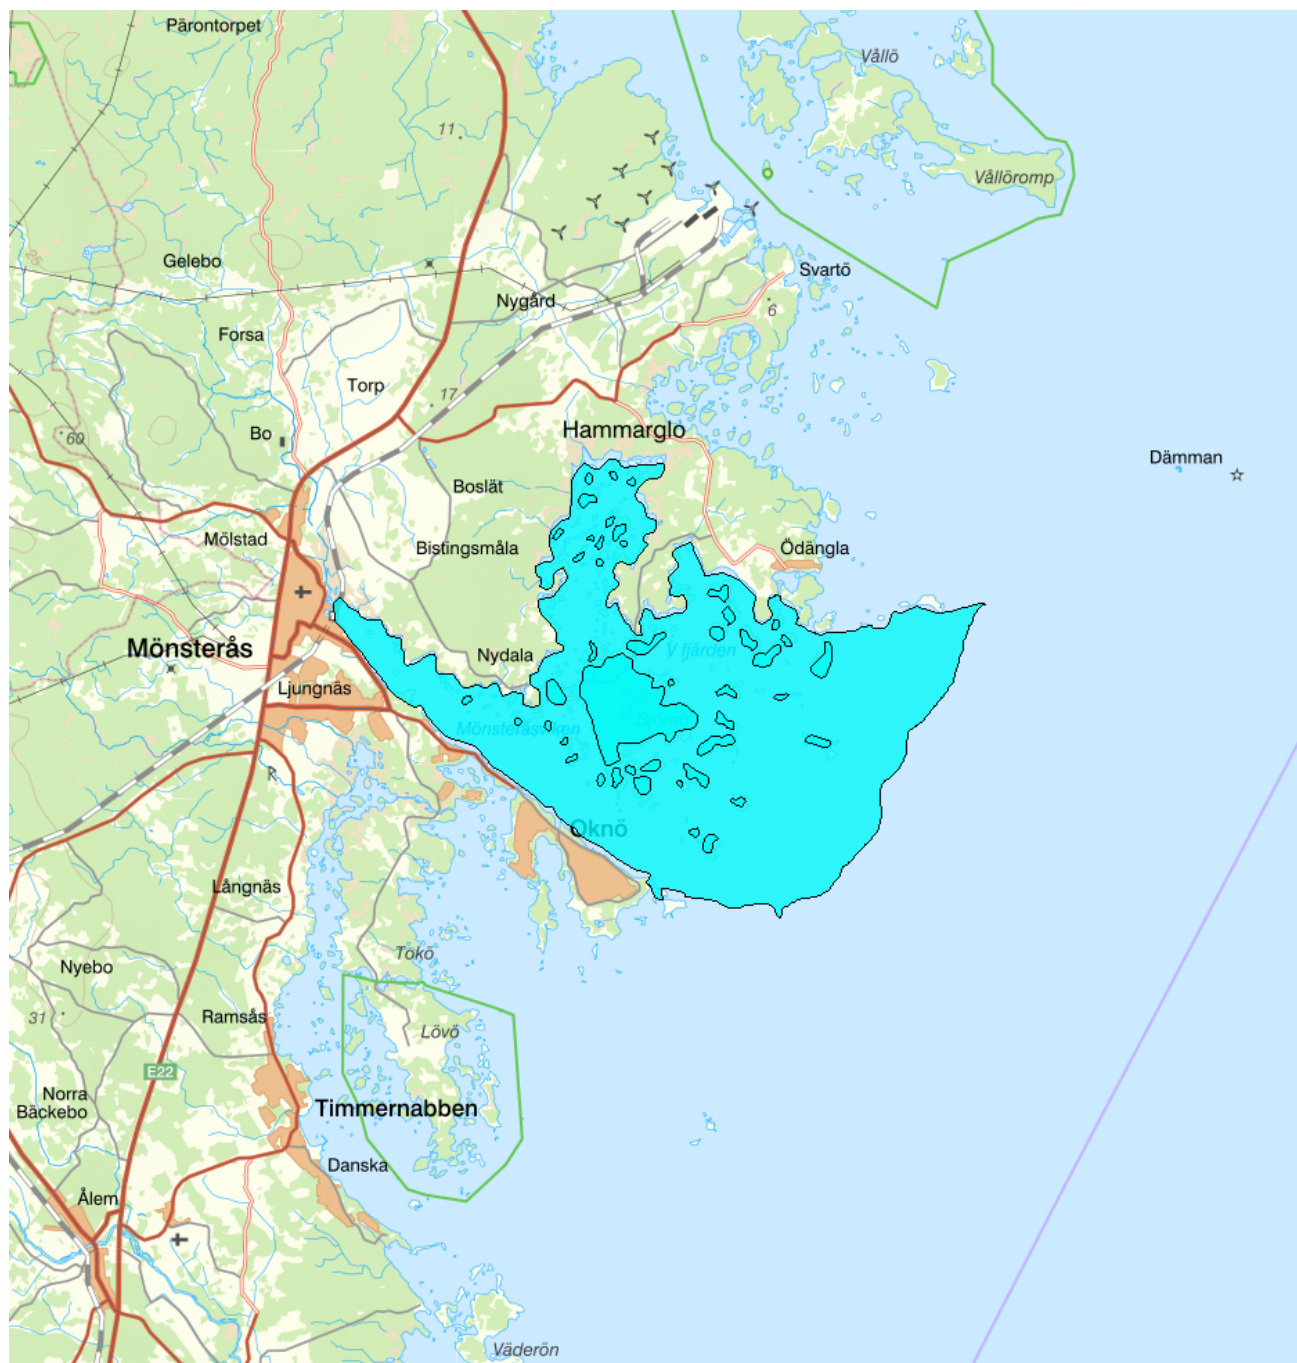 Pärontorpet
Vållö
11
Vållöromp
25
Gelebo
Svartö
Nygård
6
Forsa
Torp
17
Hammarglo
60
Bo
Dämman
Boslät
Mölstad
Bistingsmåla
Ödängla
Mönsterås
Nydala
V fjärden
Ljungnäs
Björnö
Mönsteråsviken
R
Oknö
Långnäs
Tokö
Nyebo
31
Ramsås
Lövö
E22
Norra
Bäckebo
Timmernabben
Danska
Ålem
Väderön